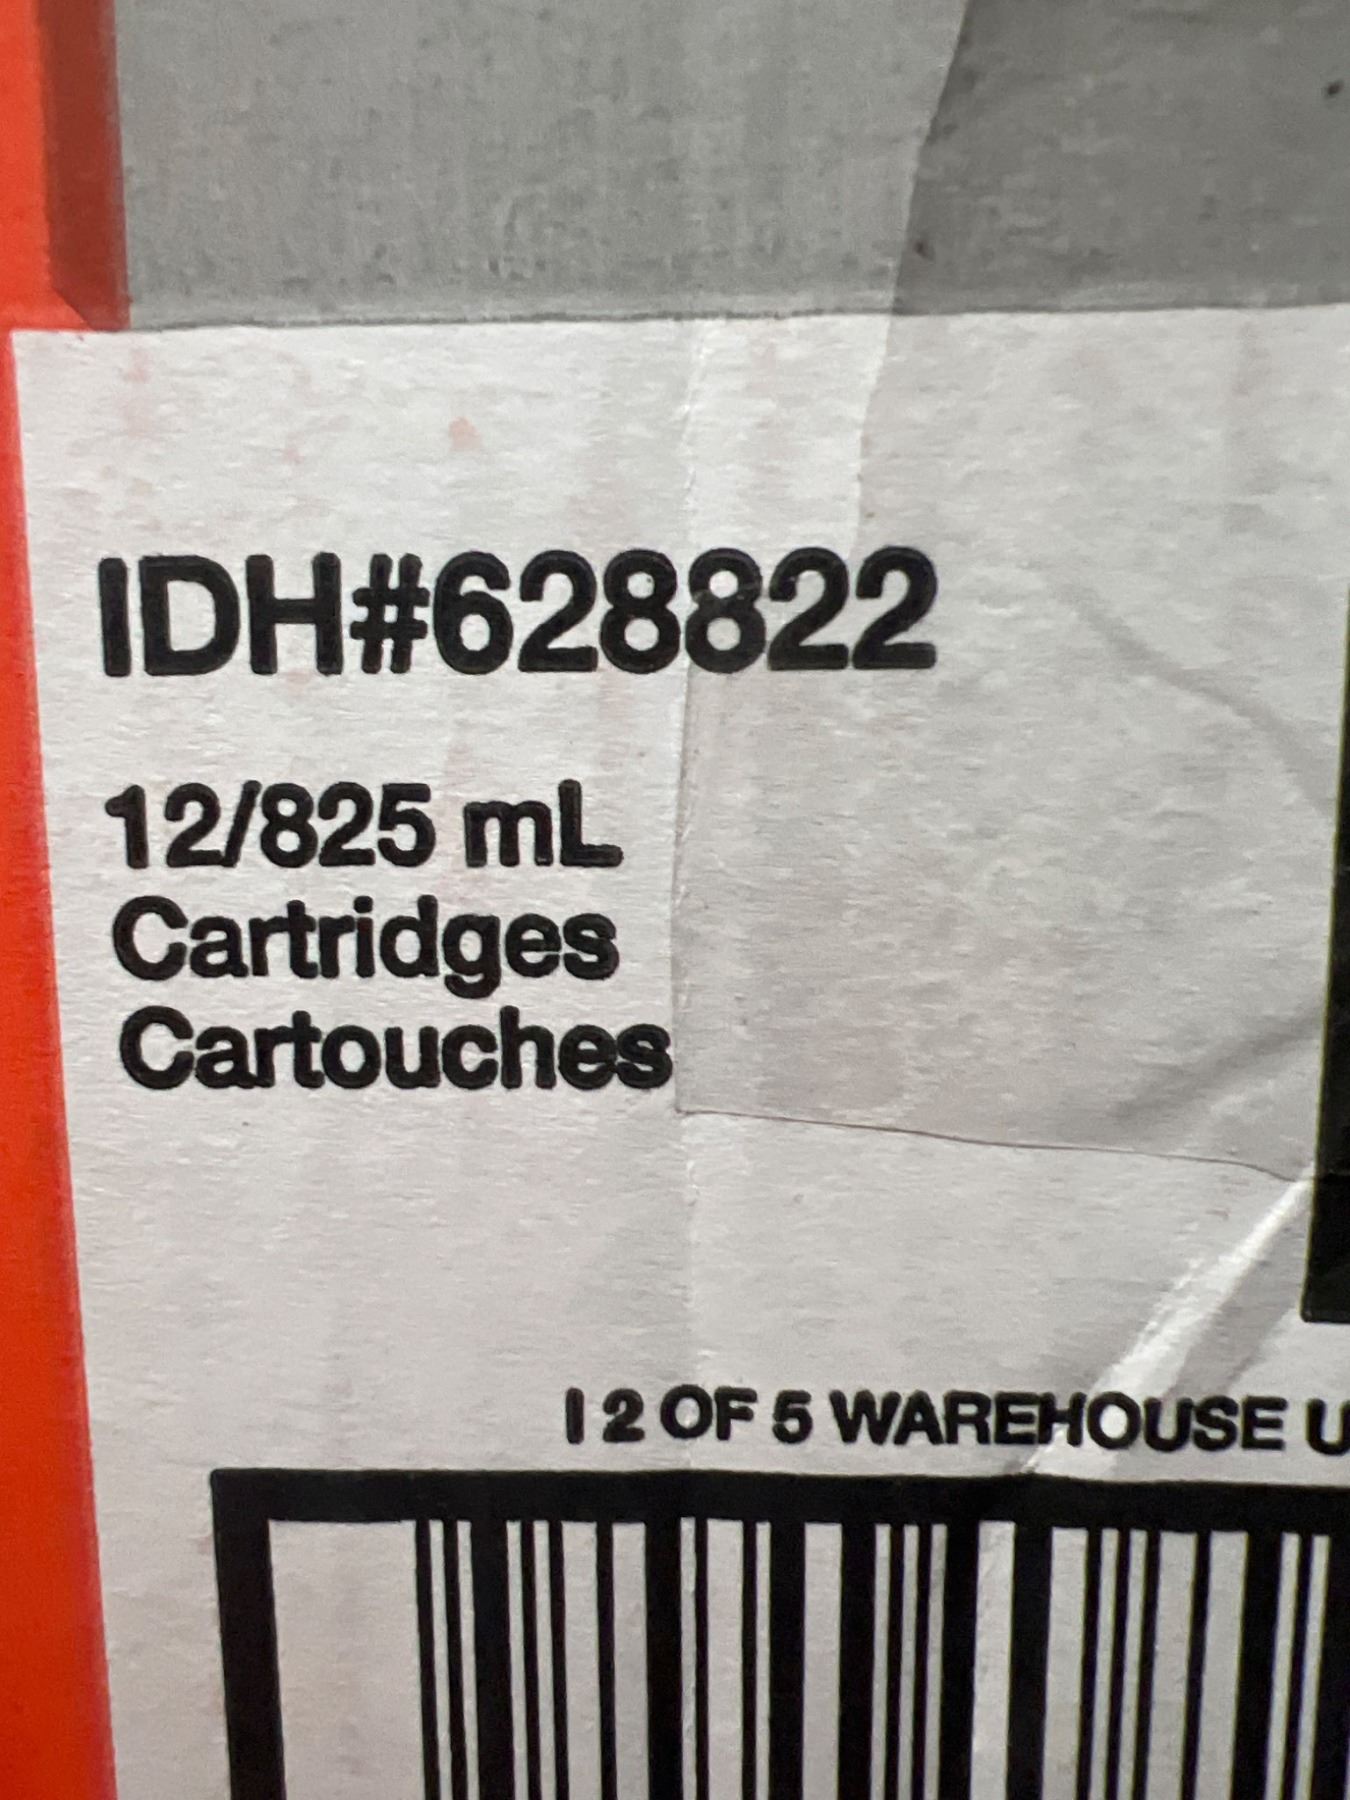 IDH#628822
12/825 mL
Cartridges
Cartouches
I 2 OF 5 WAREHOUSE U